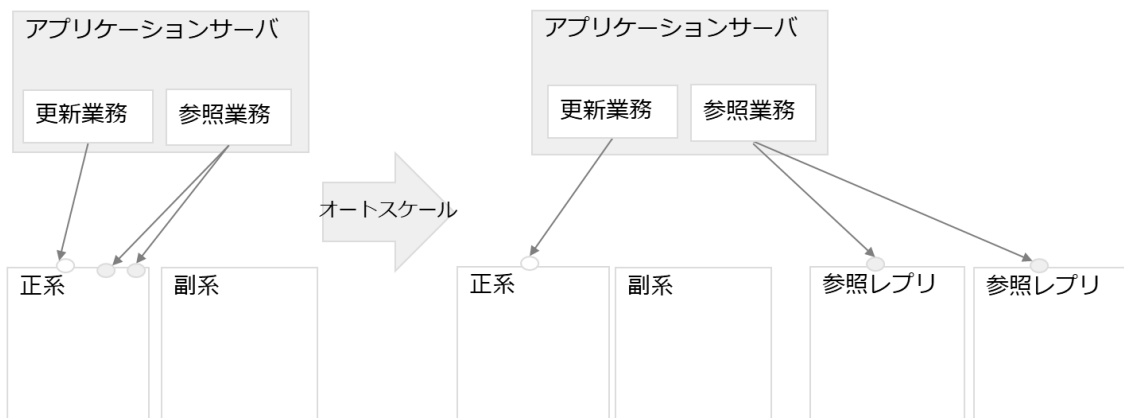 アプリケーションサーバ
更新業務
参照業務
正系
副系
オートスケール
アプリケーションサーバ
更新業務
参照業務
正系
副系
参照レプリ
参照レプリ